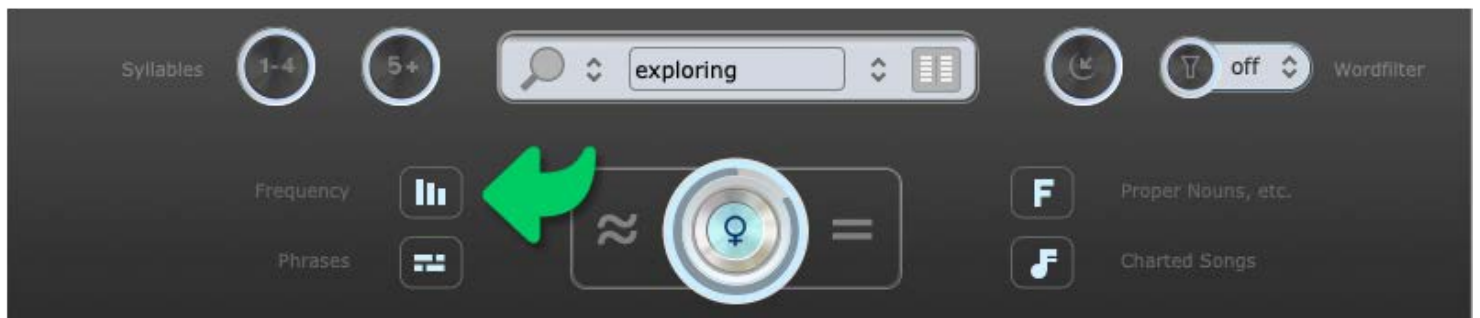 Syllables 1-4 5+ exploring off Wordfilter
Frequency F Proper Nouns, etc.
≈ ♀ =
Phrases Charted Songs